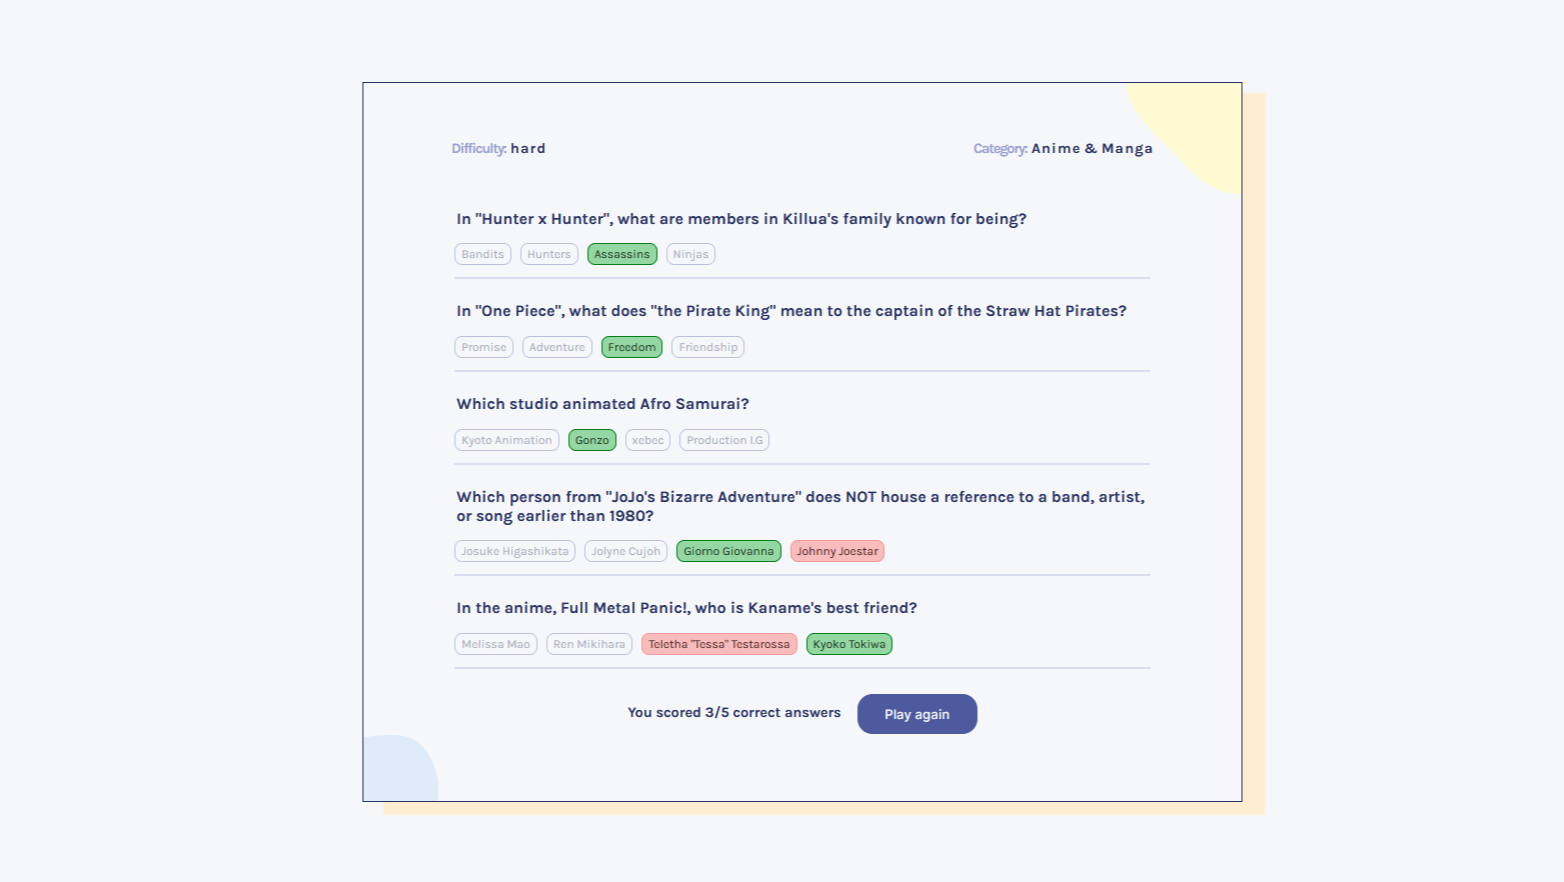 Difficulty: hard Category: Anime & Manga
In "Hunter x Hunter", what are members in Killua's family known for being?
Bandits Hunters Assassins Ninjas
In "One Piece", what does "the Pirate King" mean to the captain of the Straw Hat Pirates?
Promise Adventure Freedom Friendship
Which studio animated Afro Samurai?
Kyoto Animation Gonzo xebec Production I.G
Which person from "JoJo's Bizarre Adventure" does NOT house a reference to a band, artist,
or song earlier than 1980?
Josuke Higashikata Jolyne Cujoh Giorno Giovanna Johnny Joestar
In the anime, Full Metal Panic!, who is Kaname's best friend?
Melissa Mao Ren Mikihara Teletha "Tessa" Testarossa Kyoko Tokiwa
You scored 3/5 correct answers Play again